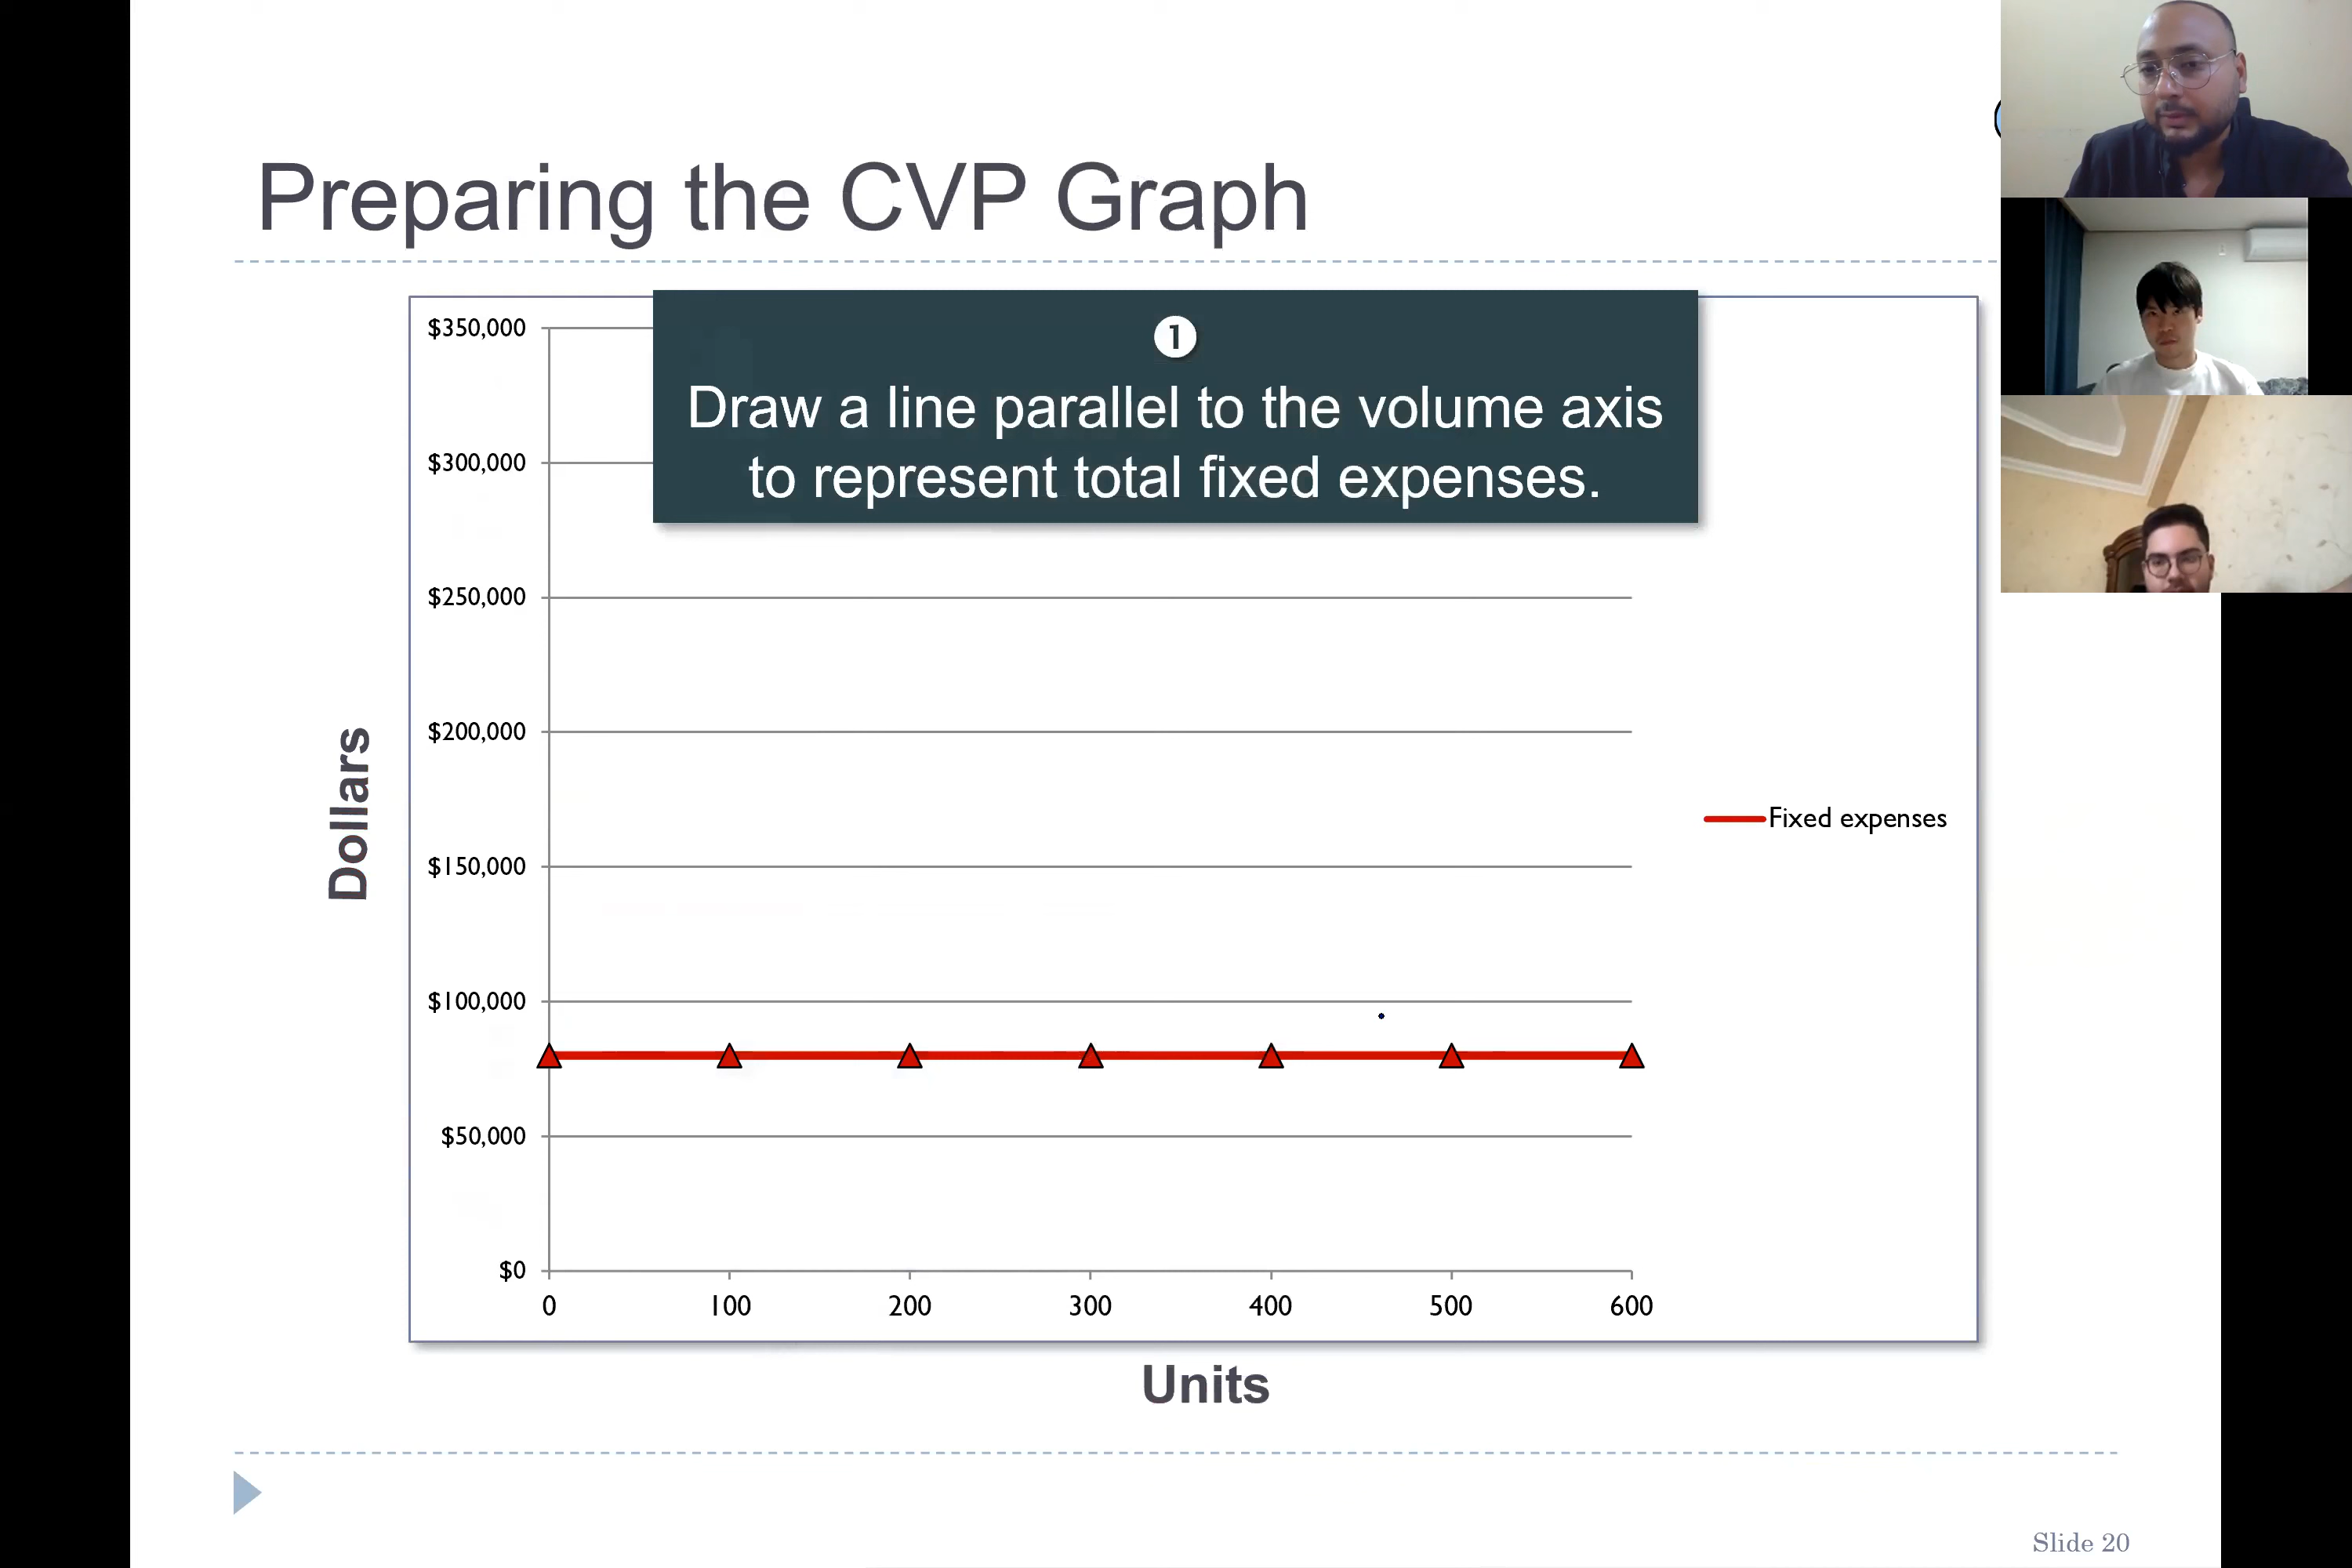 Preparing the CVP Graph
1
Draw a line parallel to the volume axis
to represent total fixed expenses.
$350,000
$300,000
$250,000
$200,000
$150,000
$100,000
$50,000
$0
Dollars
Fixed expenses
0 100 200 300 400 500 600
Units
Slide 20